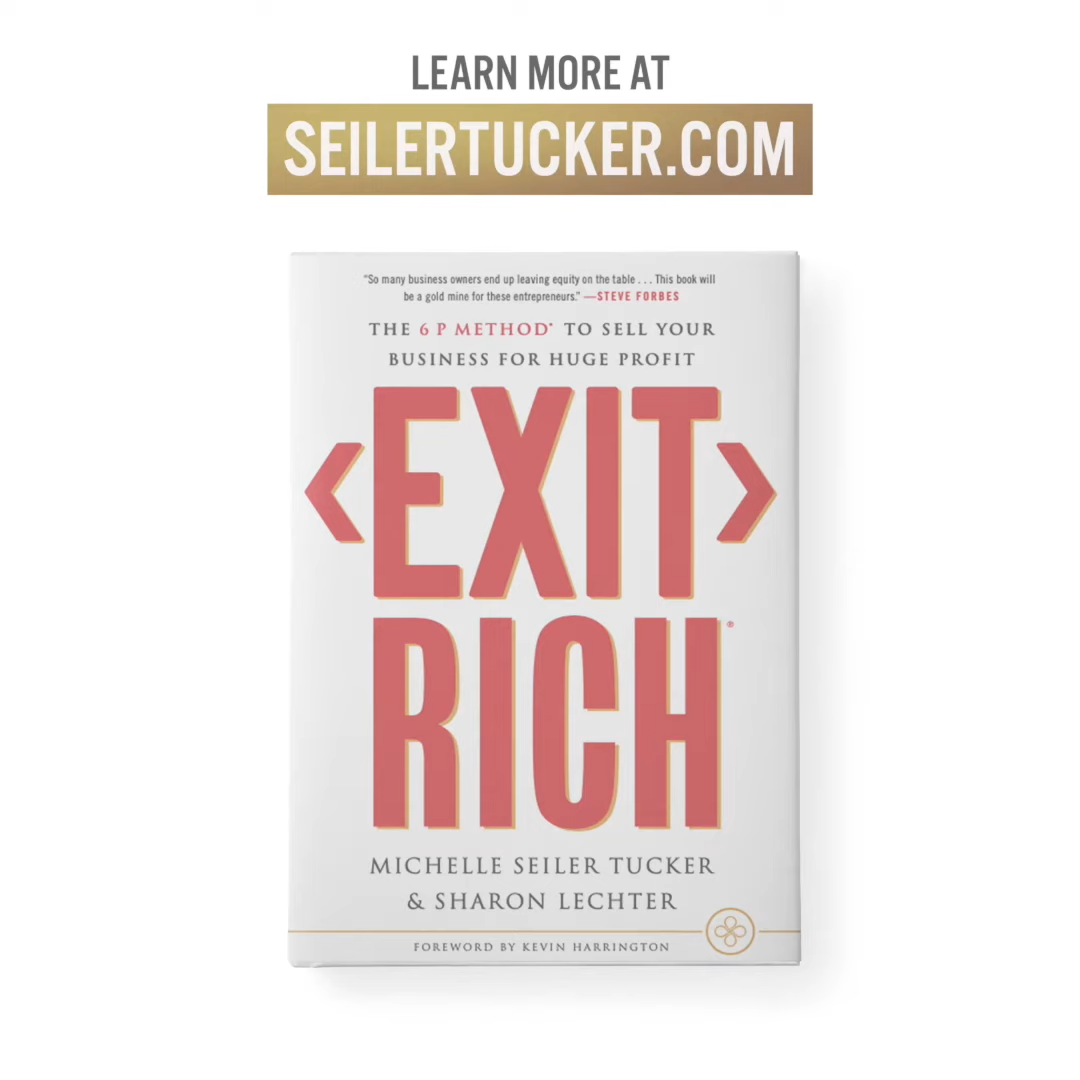 LEARN MORE AT
SEILERTUCKER.COM
“So many business owners end up leaving equity on the table . . . This book will
be a gold mine for these entrepreneurs.” —STEVE FORBES
THE 6 P METHOD® TO SELL YOUR
BUSINESS FOR HUGE PROFIT
<EXIT>
RICH®
MICHELLE SEILER TUCKER
& SHARON LECHTER
FOREWORD BY KEVIN HARRINGTON